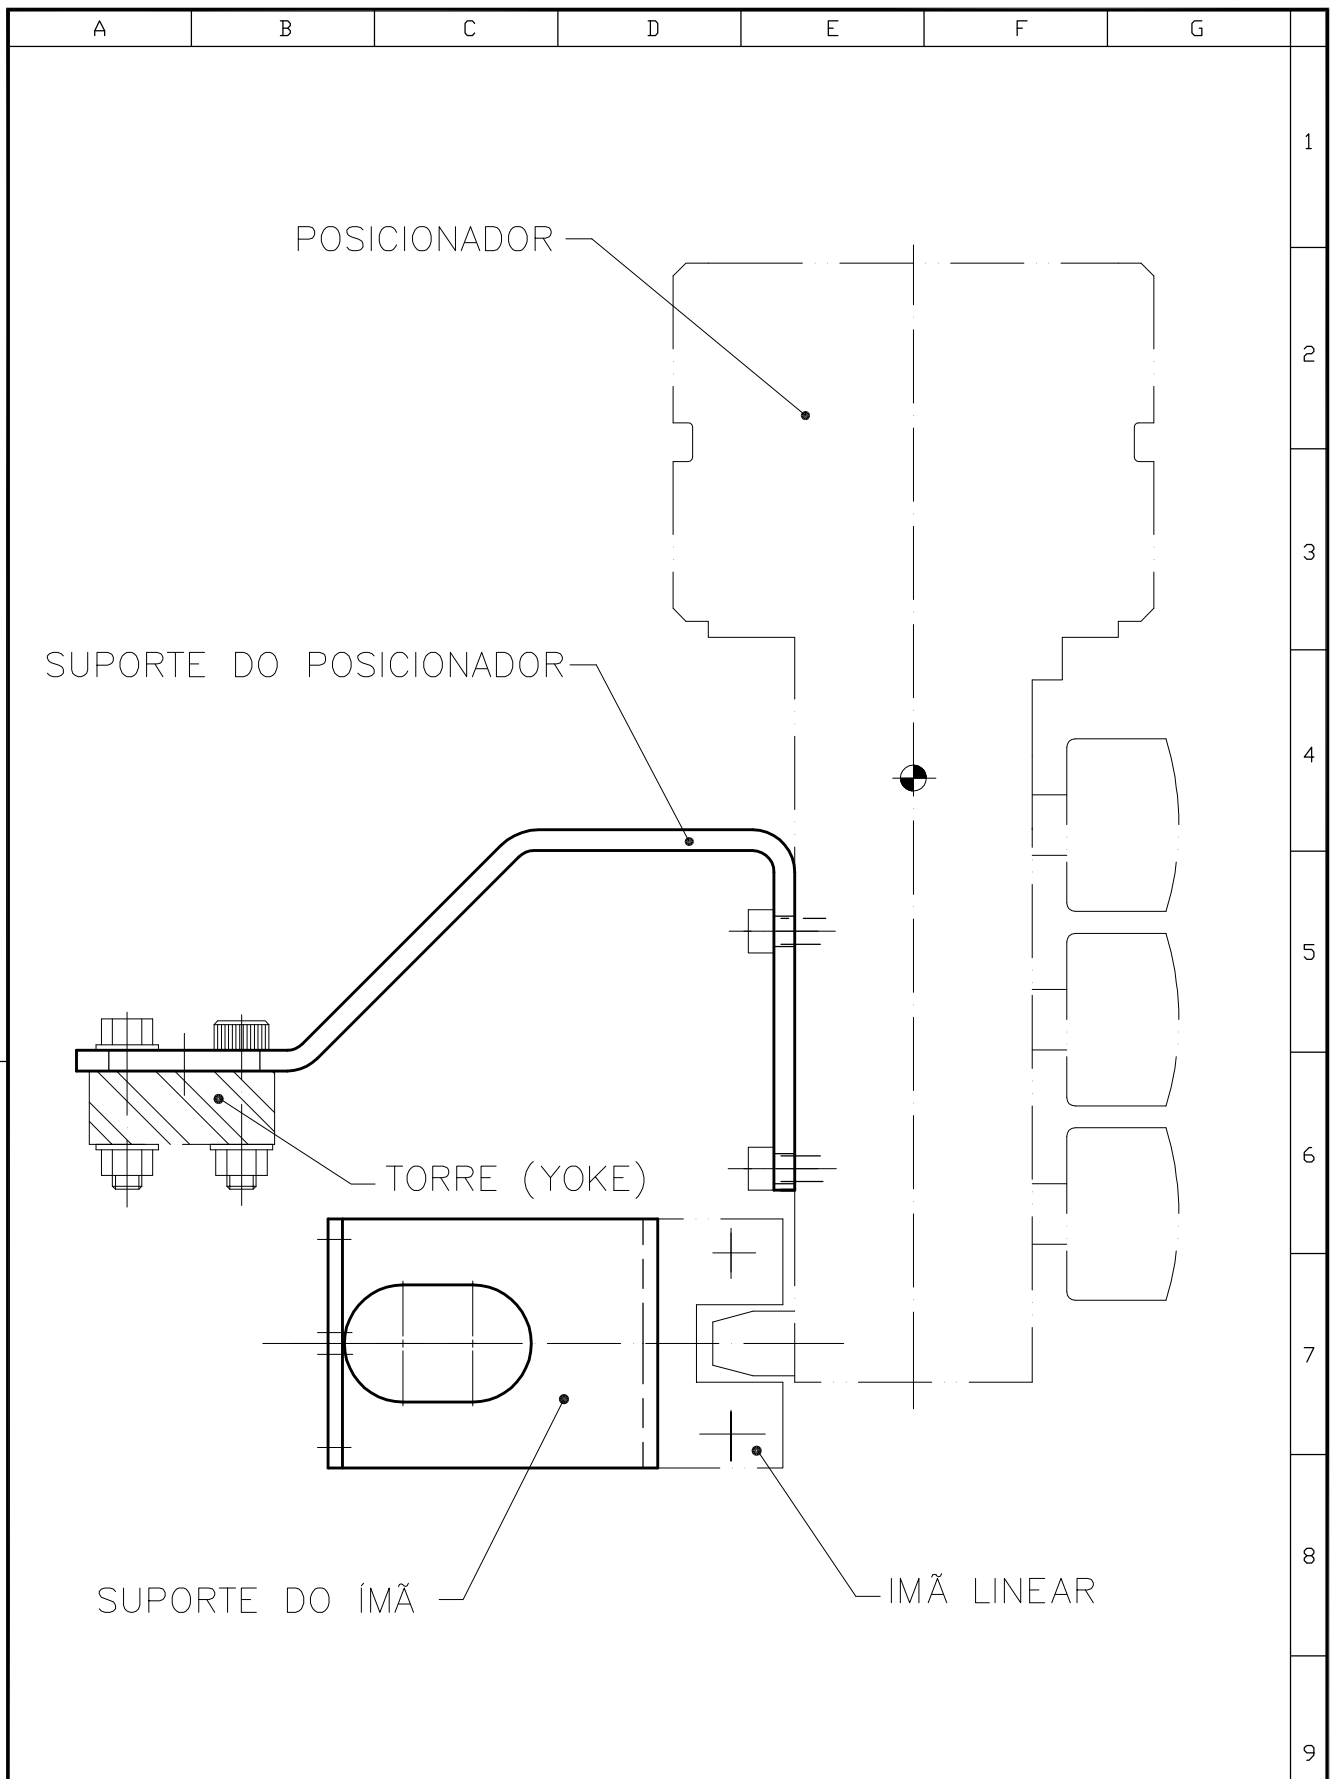 A B C D E F G
1
POSICIONADOR
2
3
SUPORTE DO POSICIONADOR
4
5
6
TORRE (YOKE)
7
8
SUPORTE DO ÍMÃ
IMÃ LINEAR
9